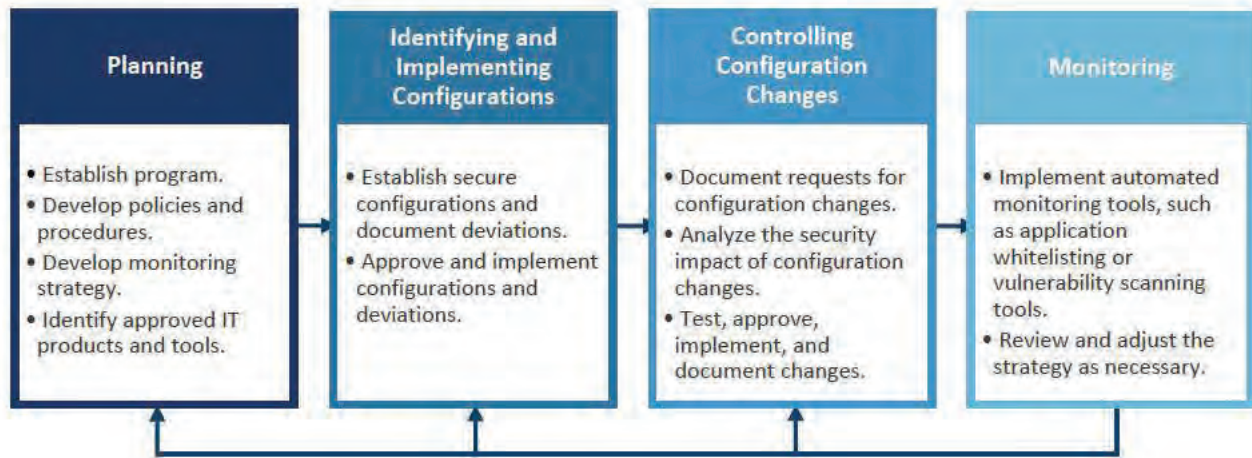 Planning
• Establish program.
• Develop policies and
procedures.
• Develop monitoring
strategy.
• Identify approved IT
products and tools.
Identifying and
Implementing
Configurations
• Establish secure
configurations and
document deviations.
• Approve and implement
configurations and
deviations.
Controlling
Configuration
Changes
• Document requests for
configuration changes.
• Analyze the security
impact of configuration
changes.
• Test, approve,
implement, and
document changes.
Monitoring
• Implement automated
monitoring tools, such
as application
whitelisting or
vulnerability scanning
tools.
• Review and adjust the
strategy as necessary.